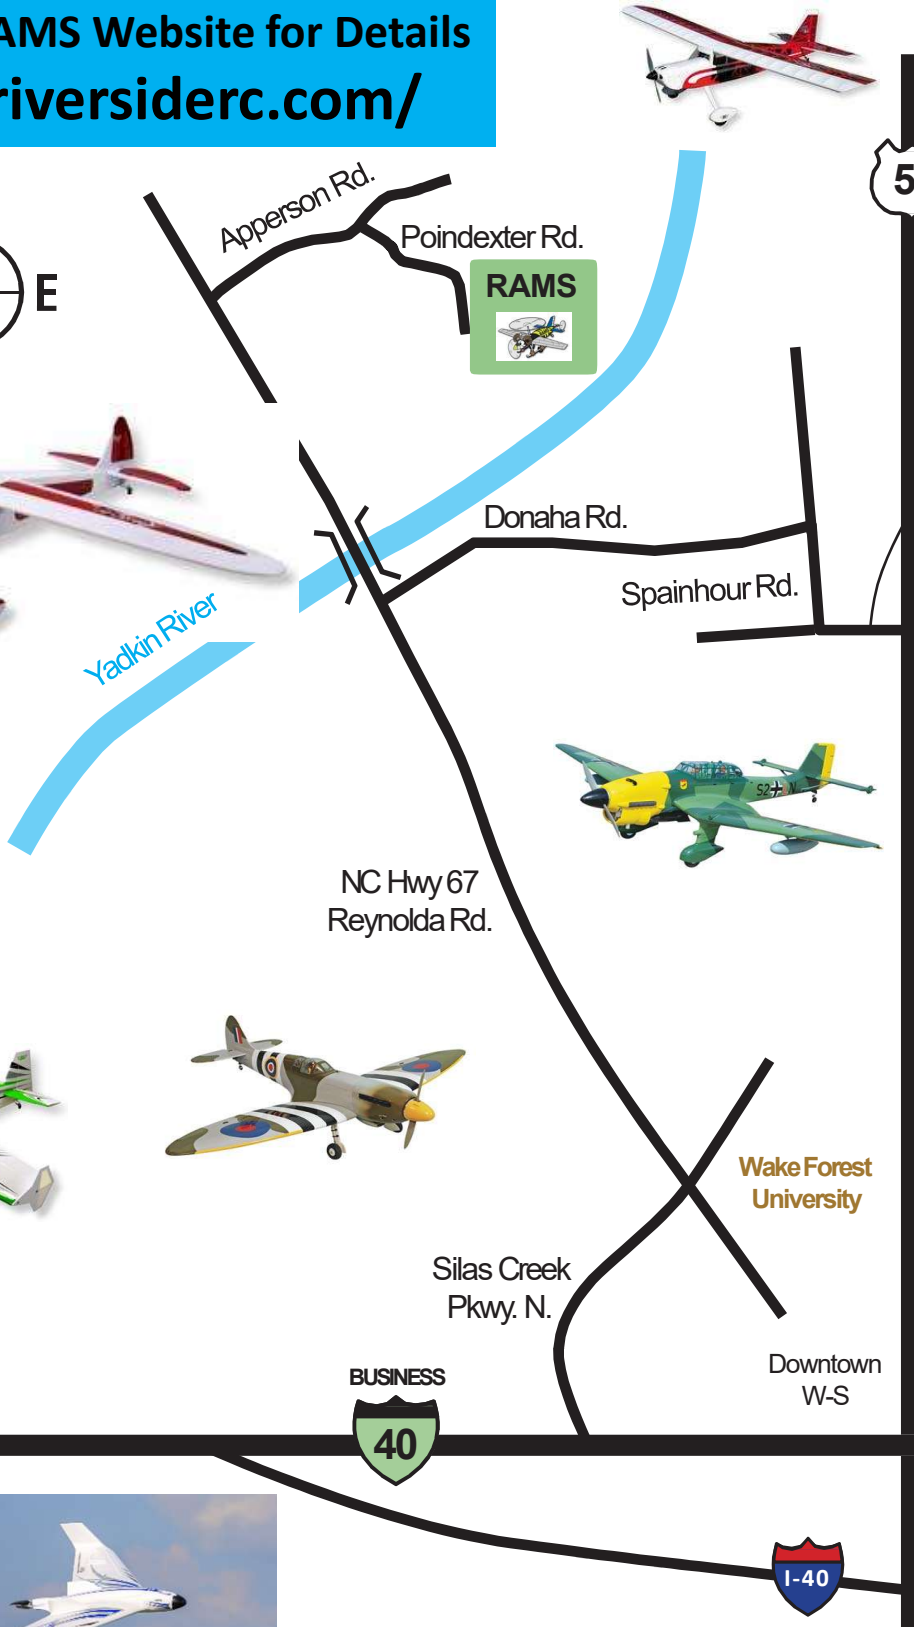 AMS Website for Details
riversiderc.com/
5
Apperson Rd.
Poindexter Rd.
E
RAMS
Donaha Rd.
Spainhour Rd.
Yadkin River
S2 N
NC Hwy 67
Reynolda Rd.
Wake Forest
University
Silas Creek
Pkwy. N.
Downtown
W-S
BUSINESS
40
I-40